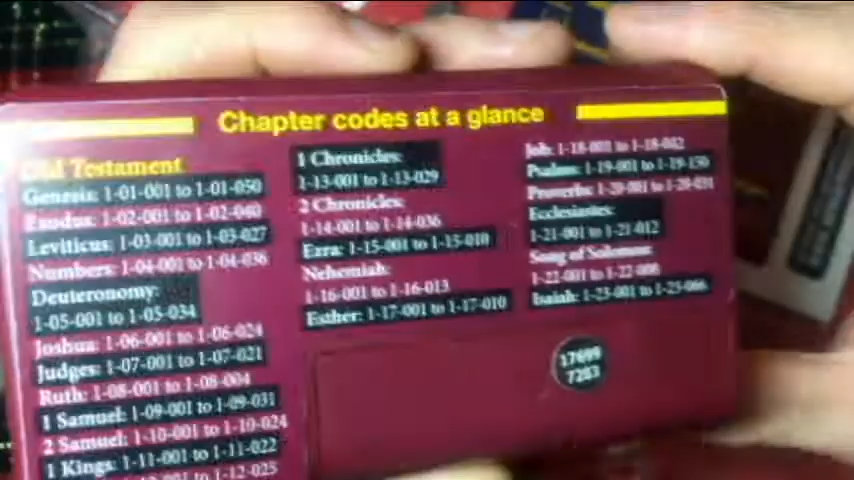 Chapter codes at a glance
Old Testament
Genesis: 1-01-001 to 1-01-050
Exodus: 1-02-001 to 1-02-040
Leviticus: 1-03-001 to 1-03-027
Numbers: 1-04-001 to 1-04-036
Deuteronomy:
1-05-001 to 1-05-034
Joshua: 1-06-001 to 1-06-024
Judges: 1-07-001 to 1-07-021
Ruth: 1-08-001 to 1-08-004
1 Samuel: 1-09-001 to 1-09-031
2 Samuel: 1-10-001 to 1-10-024
1 Kings: 1-11-001 to 1-11-022
1-12-025
1 Chronicles:
1-13-001 to 1-13-029
2 Chronicles:
1-14-001 to 1-14-036
Ezra: 1-15-001 to 1-15-010
Nehemiah:
1-16-001 to 1-16-013
Esther: 1-17-001 to 1-17-010
Job: 1-18-001 to 1-18-042
Psalms: 1-19-001 to 1-19-150
Proverbs: 1-20-001 to 1-20-031
Ecclesiastes:
1-21-001 to 1-21-012
Song of Solomon:
1-22-001 to 1-22-008
Isaiah: 1-23-001 to 1-23-066
17699
7283